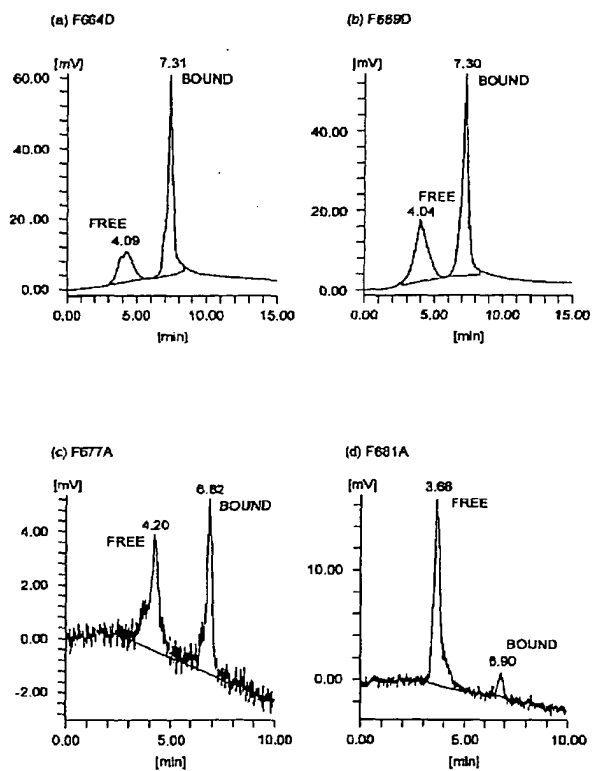 (a) F664D
[mV]
7.31
60.00
BOUND
40.00
20.00
FREE
4.09
0.00
0.00 5.00 10.00 15.00
[min]
(b) F669D
[mV]
7.30
BOUND
40.00
FREE
20.00
4.04
0.00
0.00 5.00 10.00 15.00
[min]
(c) F677A
[mV]
6.82
4.20
BOUND
4.00
FREE
2.00
0.00
-2.00
0.00 5.00 10.00
[min]
(d) F681A
[mV]
3.66
FREE
10.00
BOUND
6.90
0.00
0.00 5.00 10.00
[min]